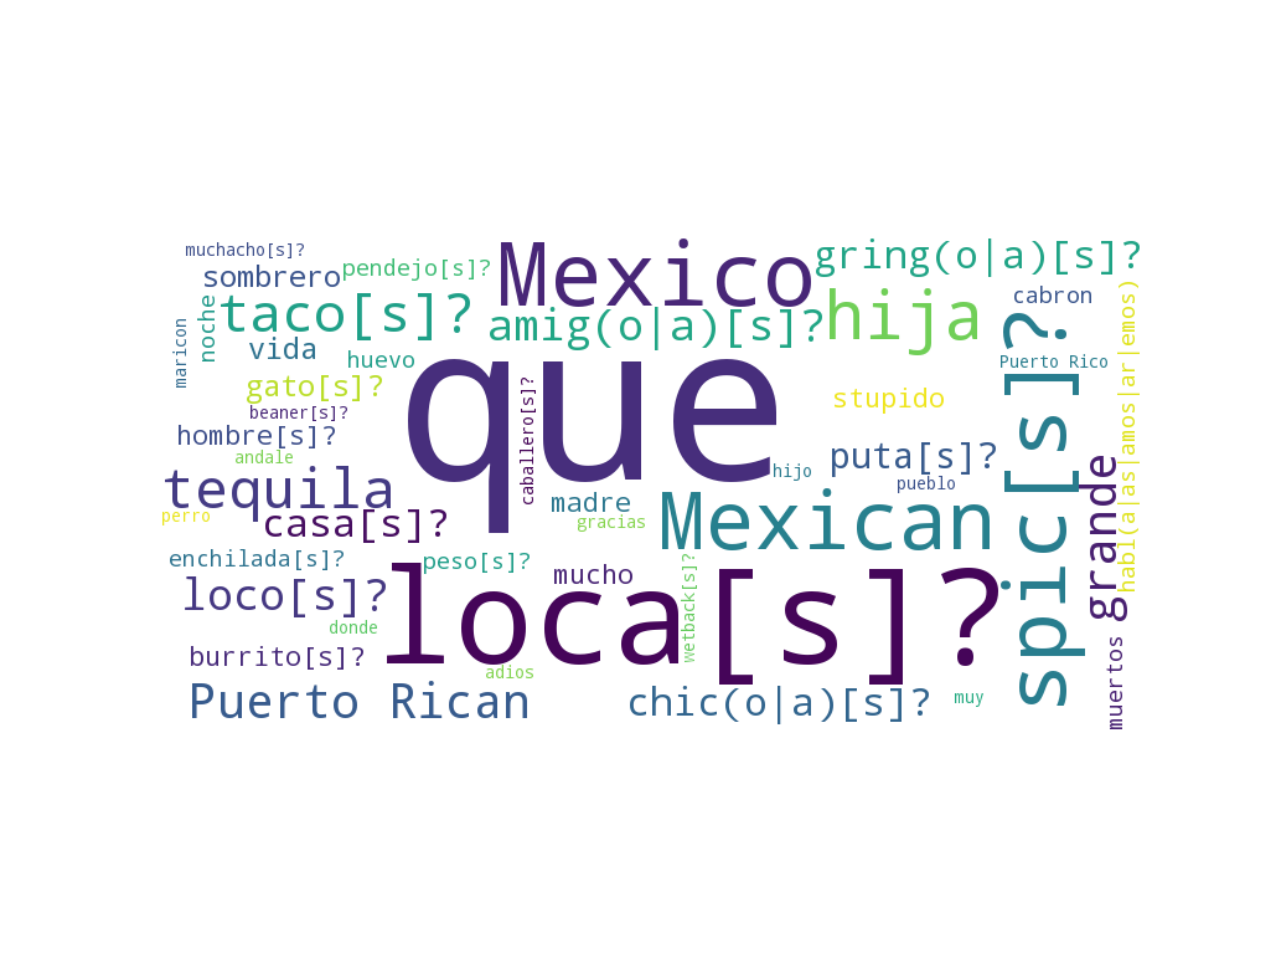 muchacho[s]?
Mexico
gring(o|a)[s]?
sombrero
pendejo[s]?
taco[s]?
amig(o|a)[s]?
hija
cabron
noche
maricon
vida
huevo
que
Puerto Rico
habl(a|as|amos|ar|emos)
gato[s]?
stupido
spic[s]?
beaner[s]?
caballero[s]?
hombre[s]?
andale
puta[s]?
hijo
pueblo
tequila
madre
Mexican
grande
perro
casa[s]?
gracias
enchilada[s]?
peso[s]?
mucho
wetback[s]?
loco[s]?
loca[s]?
donde
burrito[s]?
adios
muertos
Puerto Rican
chic(o|a)[s]?
muy